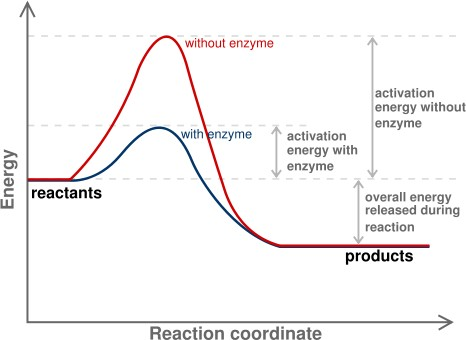 without enzyme
activation
energy without
enzyme
with enzyme
activation
energy with
enzyme
reactants
overall energy
released during
reaction
products
Energy
Reaction coordinate